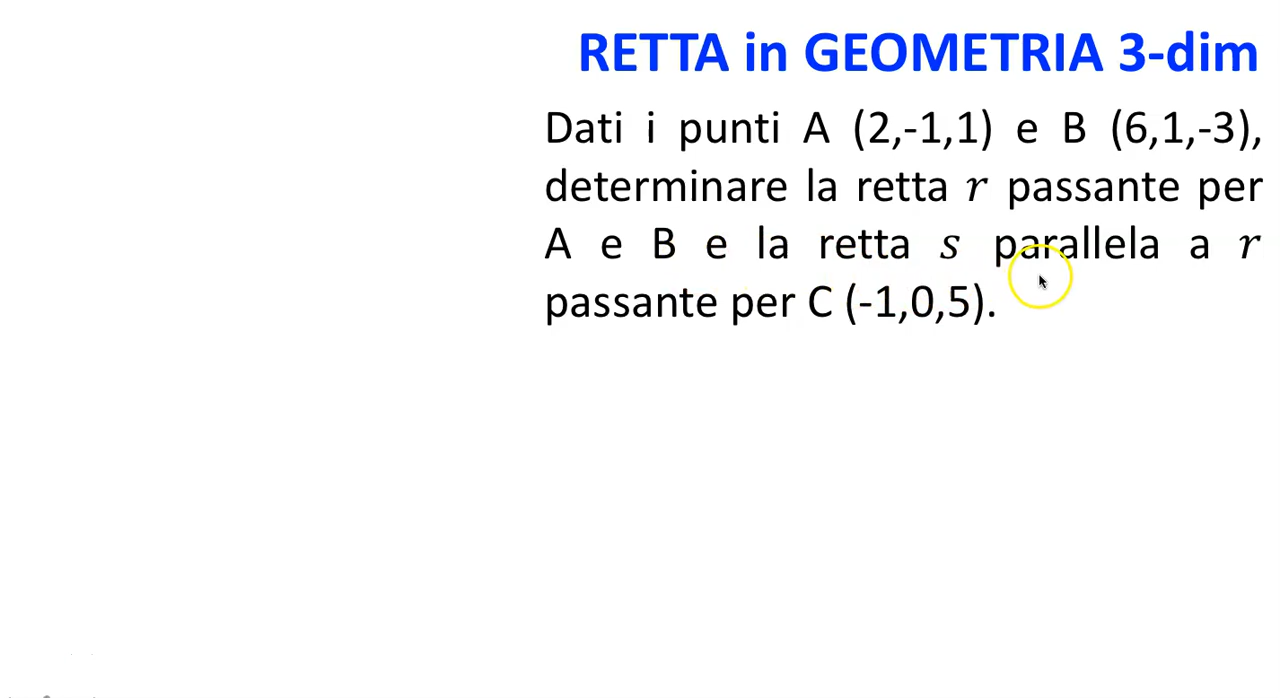 RETTA in GEOMETRIA 3-dim
Dati i punti A (2,-1,1) e B (6,1,-3),
determinare la retta r passante per
A e B e la retta s parallela a r
passante per C (-1,0,5).